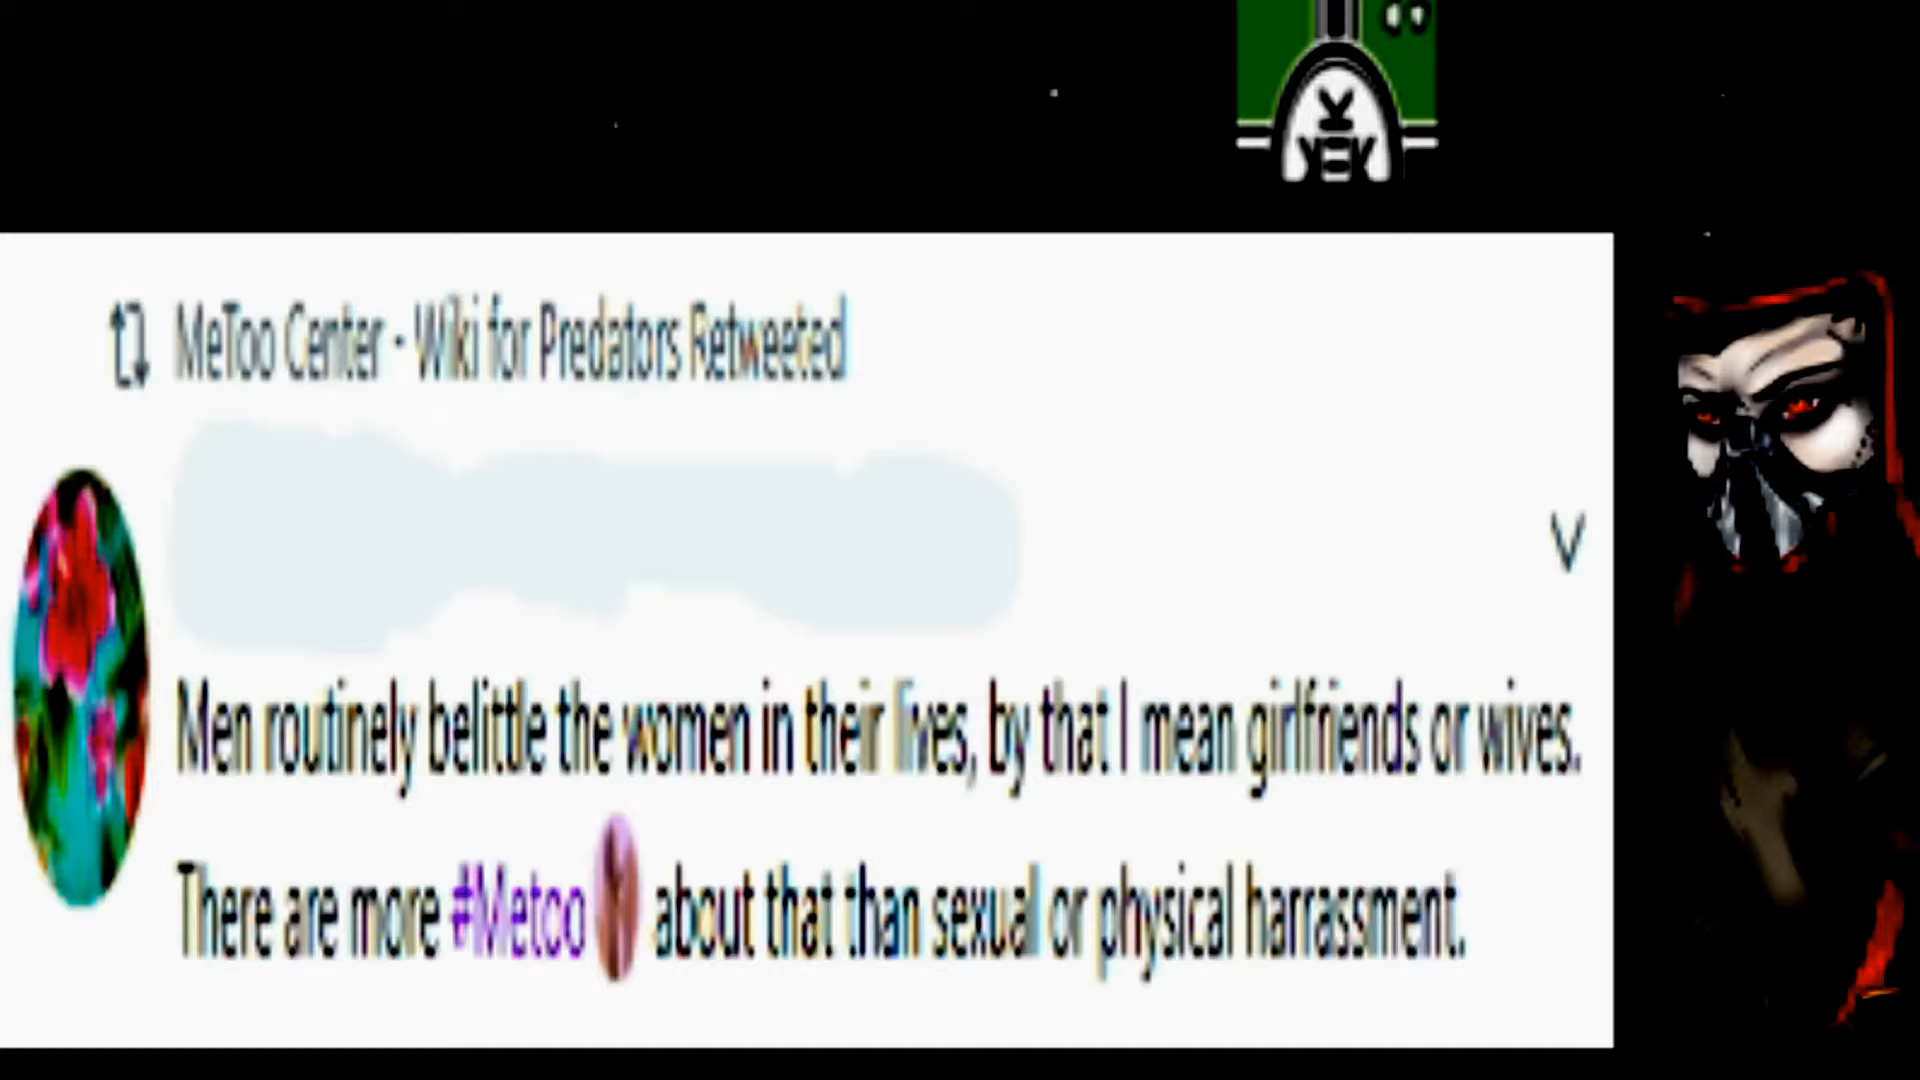 MeToo Center - Wiki for Predators Retweeted
Men routinely belittle the women in their lives, by that I mean girlfriends or wives.
There are more #Metoo about that than sexual or physical harrassment.